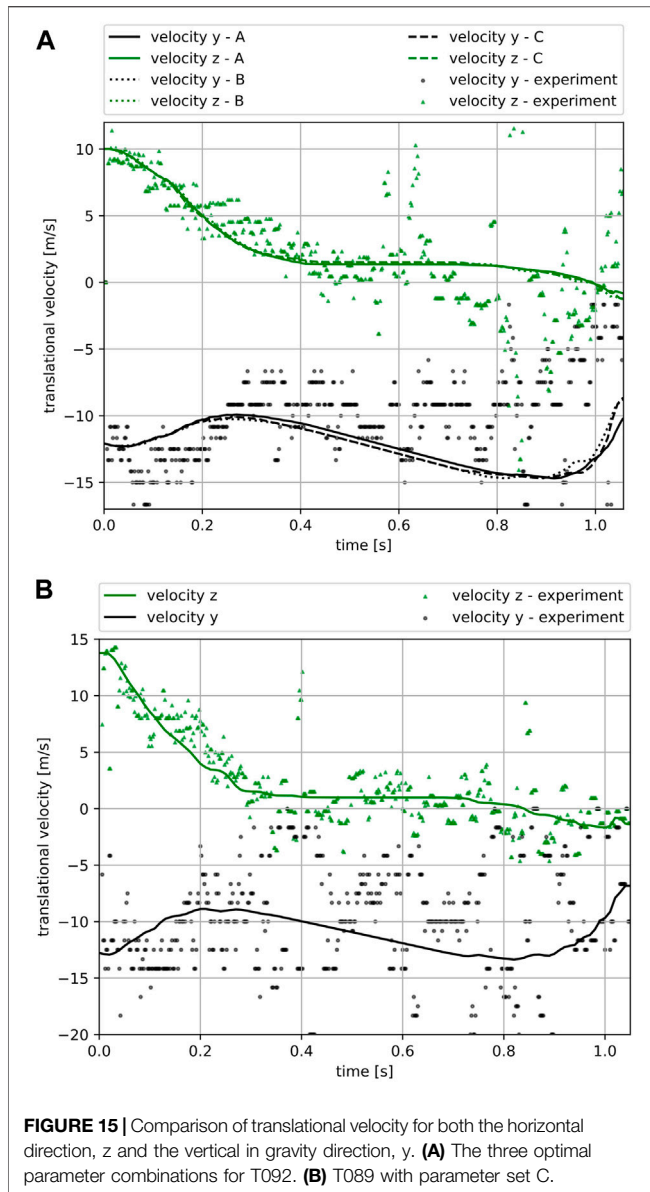 A
velocity y - A
velocity z - A
velocity y - B
velocity z - B
velocity y - C
velocity z - C
velocity y - experiment
velocity z - experiment
translational velocity [m/s]
10
5
0
−5
−10
−15
0.0 0.2 0.4 0.6 0.8 1.0
time [s]
B
velocity z
velocity y
velocity z - experiment
velocity y - experiment
translational velocity [m/s]
15
10
5
0
−5
−10
−15
−20
0.0 0.2 0.4 0.6 0.8 1.0
time [s]
FIGURE 15 | Comparison of translational velocity for both the horizontal
direction, z and the vertical in gravity direction, y. (A) The three optimal
parameter combinations for T092. (B) T089 with parameter set C.